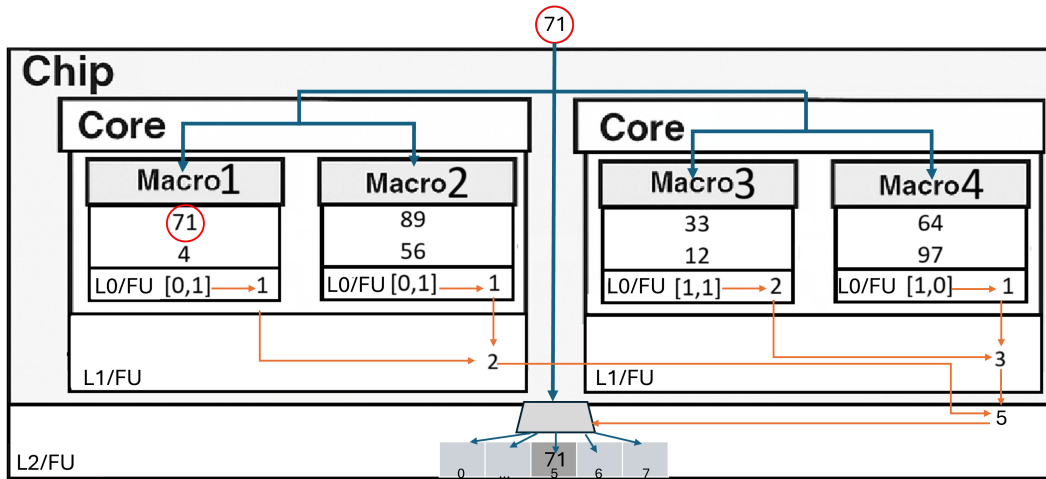 71
Chip
Core
Core
Macro1
Macro2
Macro3
Macro4
71
89
33
64
4
56
12
97
L0/FU [0,1] 1
L0/FU [0,1] 1
L0/FU [1,1] 2
L0/FU [1,0] 1
2
3
L1/FU
L1/FU
5
L2/FU
71
0 ... 5 6 7